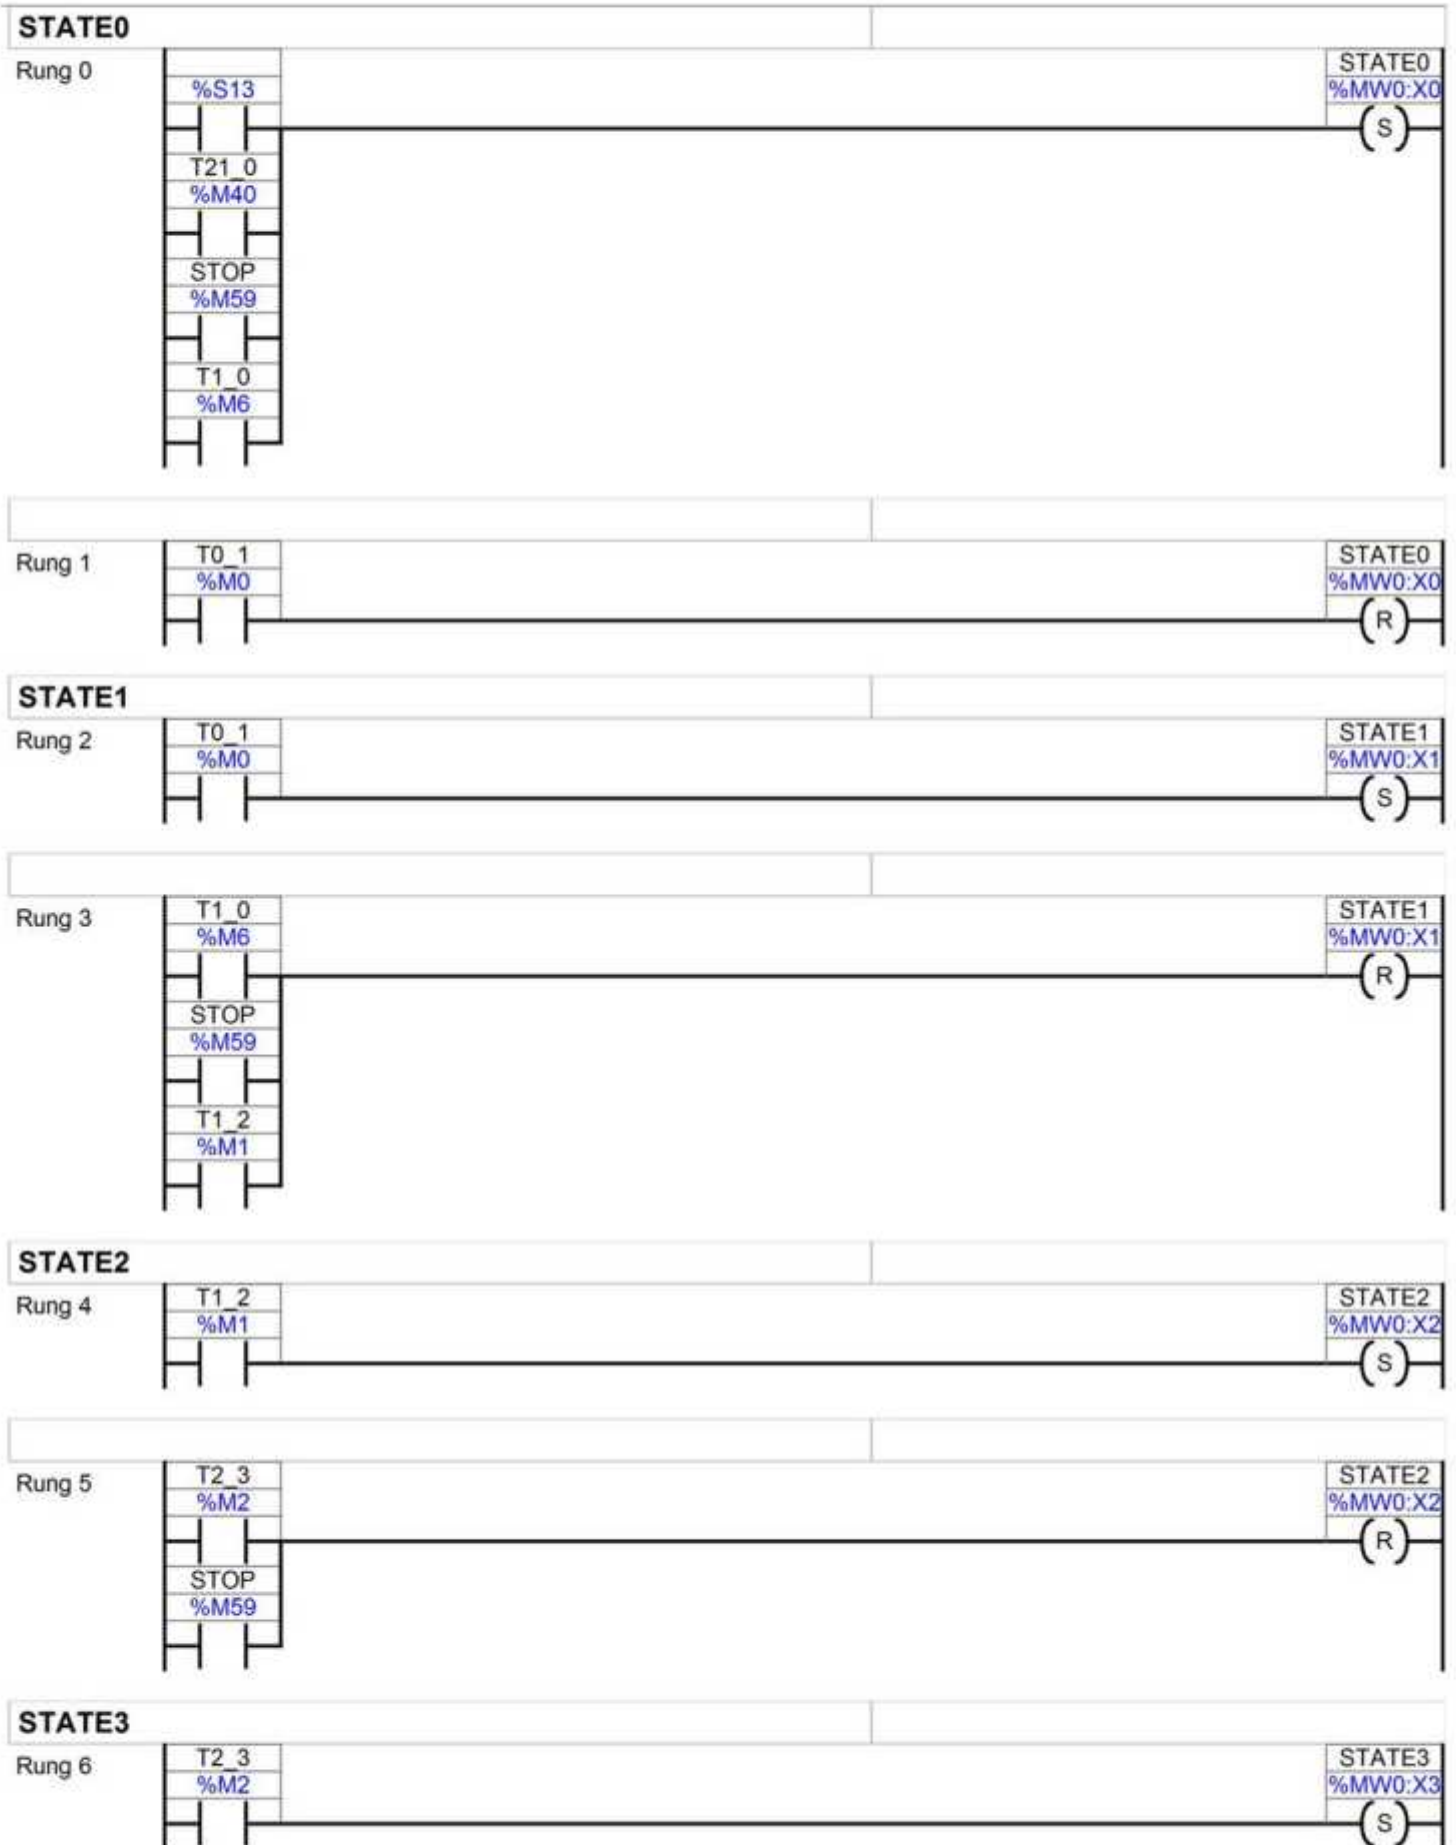 STATE0
Rung 0
%S13
STATE0
%MW0:X0
S
T21_0
%M40
STOP
%M59
T1_0
%M6
Rung 1
T0_1
%M0
STATE0
%MW0:X0
R
STATE1
Rung 2
T0_1
%M0
STATE1
%MW0:X1
S
Rung 3
T1_0
%M6
STATE1
%MW0:X1
R
STOP
%M59
T1_2
%M1
STATE2
Rung 4
T1_2
%M1
STATE2
%MW0:X2
S
Rung 5
T2_3
%M2
STATE2
%MW0:X2
R
STOP
%M59
STATE3
Rung 6
T2_3
%M2
STATE3
%MW0:X3
S